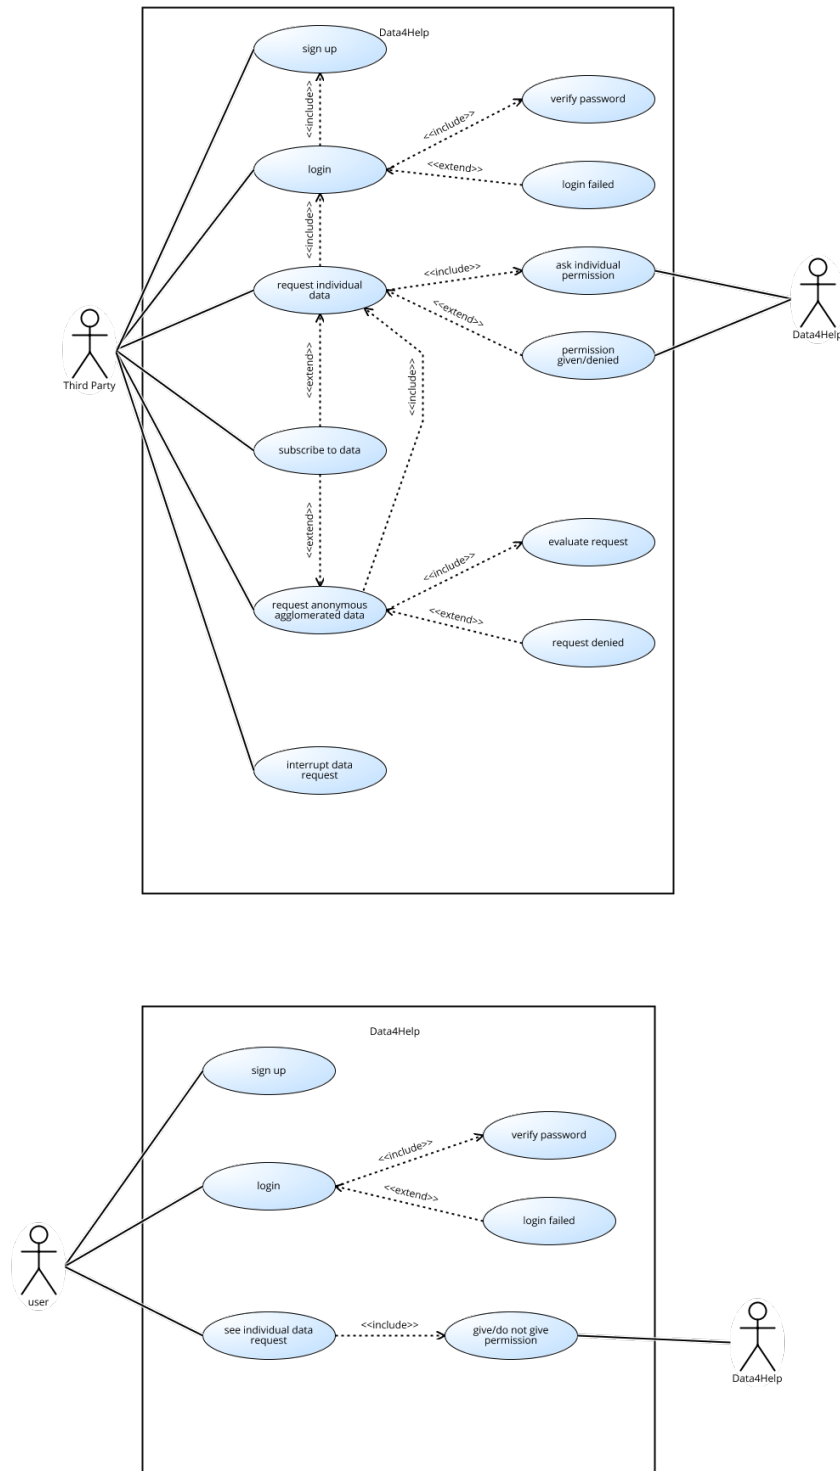 Data4Help
sign up
<<include>>
verify password
<<include>>
login
<<extend>>
login failed
<<include>>
request individual
data
<<include>>
ask individual
permission
<<extend>>
permission
given/denied
Data4Help
Third Party
<<extend>>
<<include>>
subscribe to data
<<extend>>
evaluate request
<<include>>
request anonymous
agglomerated data
<<extend>>
request denied
interrupt data
request
Data4Help
sign up
verify password
<<include>>
login
<<extend>>
login failed
user
see individual data
request
<<include>>
give/do not give
permission
Data4Help